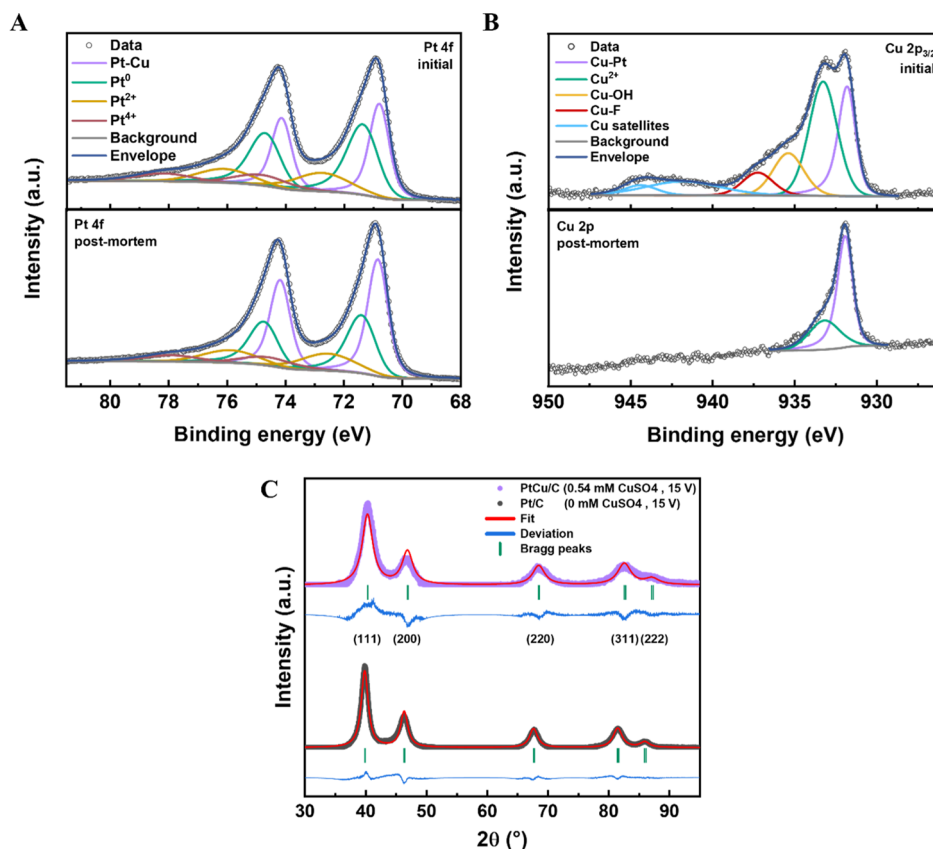 A
Data
Pt-Cu
Pt⁰
Pt²⁺
Pt⁴⁺
Background
Envelope
Pt 4f
initial
Pt 4f
post-mortem
Intensity (a.u.)
80 78 76 74 72 70 68
Binding energy (eV)
B
Data
Cu-Pt
Cu²⁺
Cu-OH
Cu-F
Cu satellites
Background
Envelope
Cu 2p3/2
initial
Cu 2p
post-mortem
Intensity (a.u.)
950 945 940 935 930
Binding energy (eV)
C
PtCu/C (0.54 mM CuSO4 , 15 V)
Pt/C (0 mM CuSO4 , 15 V)
Fit
Deviation
Bragg peaks
(111) (200) (220) (311) (222)
Intensity (a.u.)
30 40 50 60 70 80 90
2θ (°)